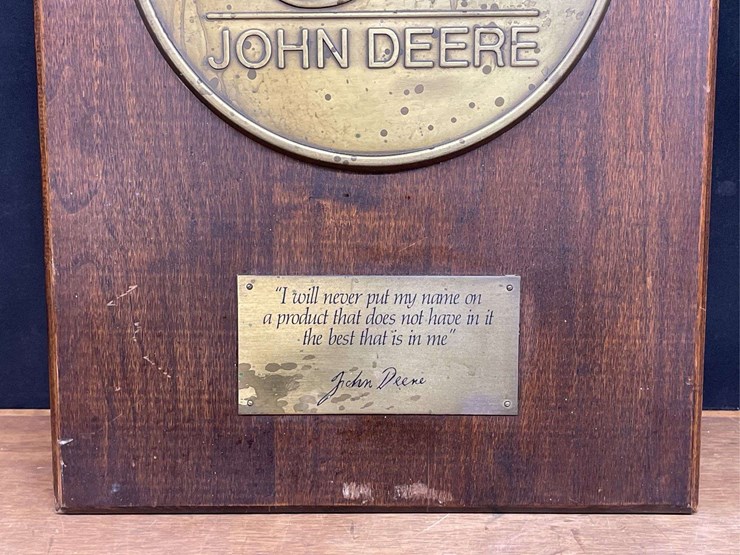 JOHN DEERE
"I will never put my name on
a product that does not have in it
the best that is in me"
John Deere